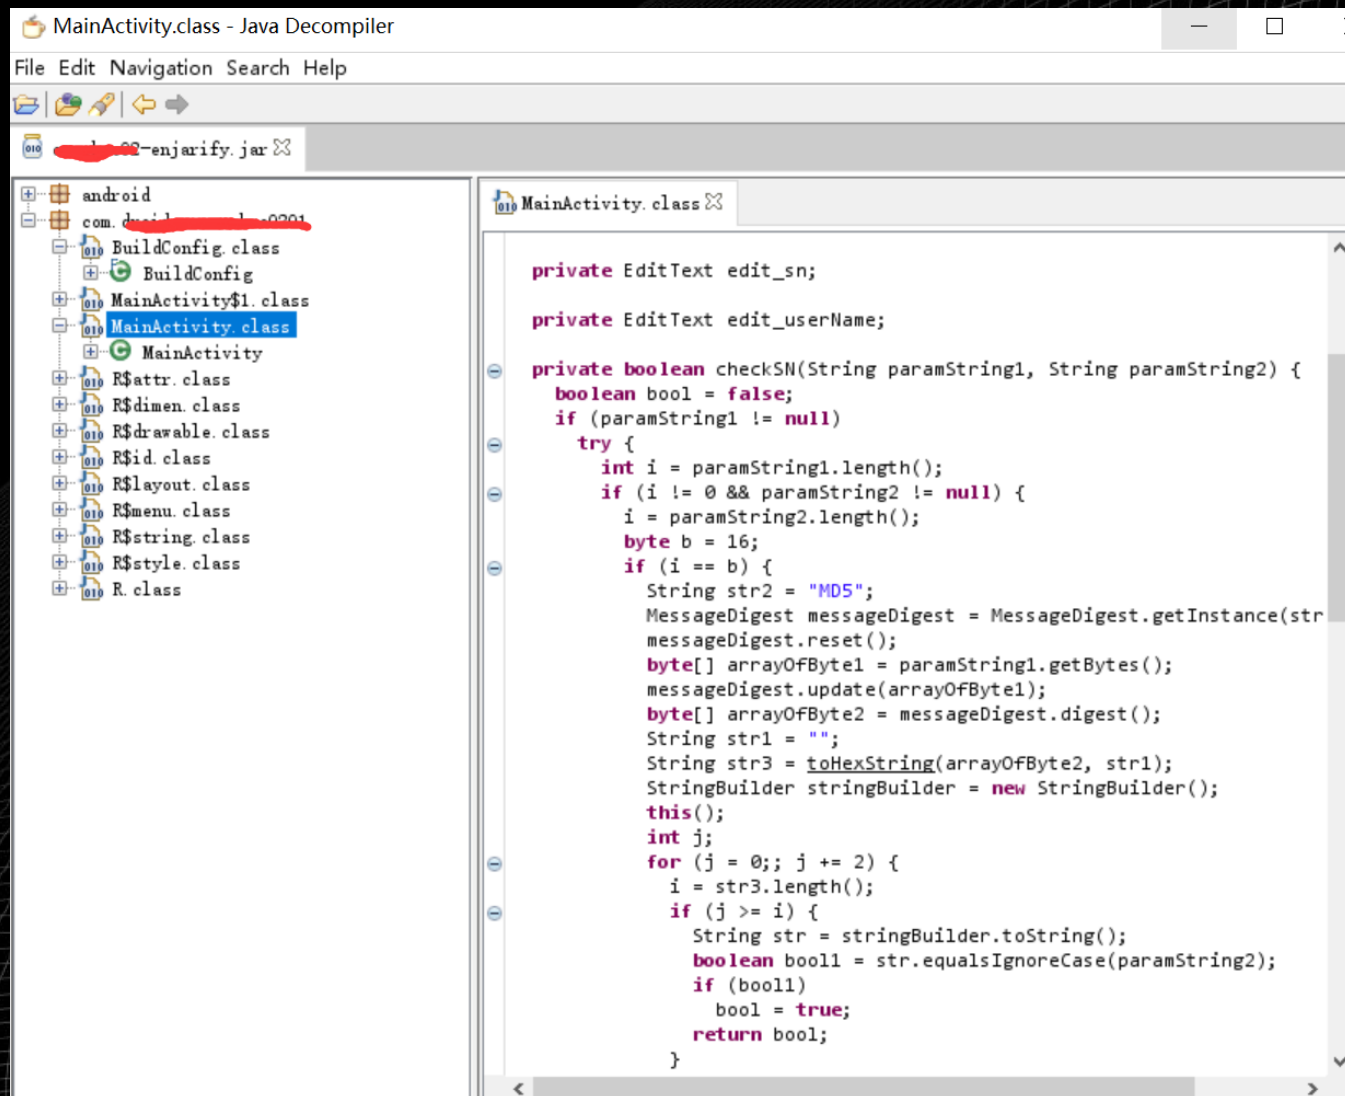 MainActivity.class - Java Decompiler
File Edit Navigation Search Help
-enjarify.jar
android
com.
BuildConfig.class
BuildConfig
MainActivity$1.class
MainActivity.class
MainActivity
R$attr.class
R$dimen.class
R$drawable.class
R$id.class
R$layout.class
R$menu.class
R$string.class
R$style.class
R.class
MainActivity.class
private EditText edit_sn;
private EditText edit_userName;
private boolean checkSN(String paramString1, String paramString2) {
boolean bool = false;
if (paramString1 != null)
try {
int i = paramString1.length();
if (i != 0 && paramString2 != null) {
i = paramString2.length();
byte b = 16;
if (i == b) {
String str2 = "MD5";
MessageDigest messageDigest = MessageDigest.getInstance(str
messageDigest.reset();
byte[] arrayOfByte1 = paramString1.getBytes();
messageDigest.update(arrayOfByte1);
byte[] arrayOfByte2 = messageDigest.digest();
String str1 = "";
String str3 = toHexString(arrayOfByte2, str1);
StringBuilder stringBuilder = new StringBuilder();
this();
int j;
for (j = 0;; j += 2) {
i = str3.length();
if (j >= i) {
String str = stringBuilder.toString();
boolean bool1 = str.equalsIgnoreCase(paramString2);
if (bool1)
bool = true;
return bool;
}